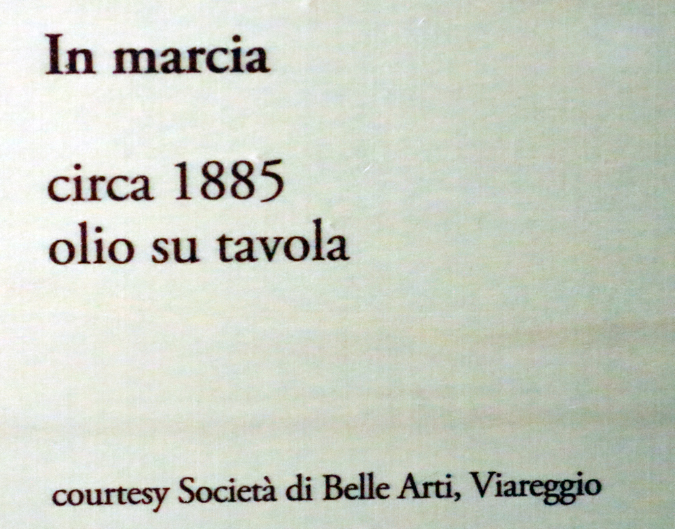 In marcia
circa 1885
olio su tavola
courtesy Società di Belle Arti, Viareggio